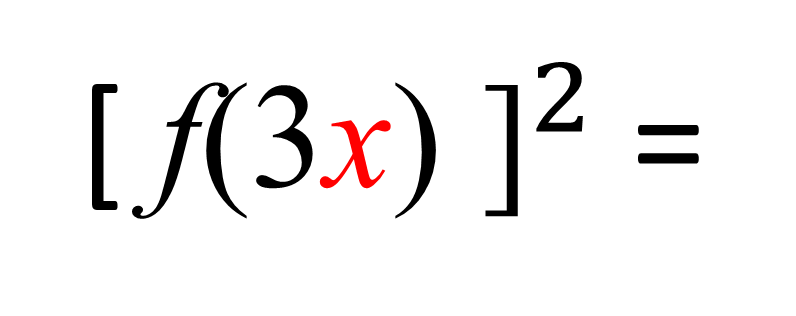 [ f(3x) ]² =